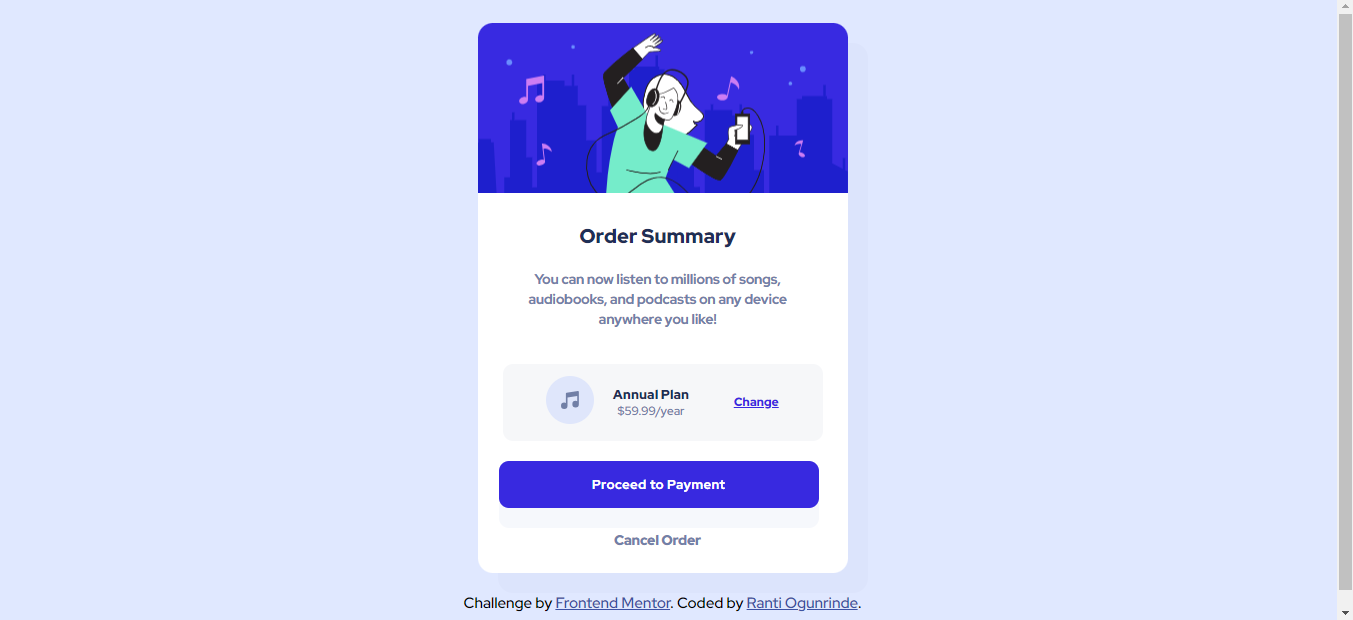 Order Summary
You can now listen to millions of songs,
audiobooks, and podcasts on any device
anywhere you like!
Annual Plan
$59.99/year
Change
Proceed to Payment
Cancel Order
Challenge by Frontend Mentor. Coded by Ranti Ogunrinde.